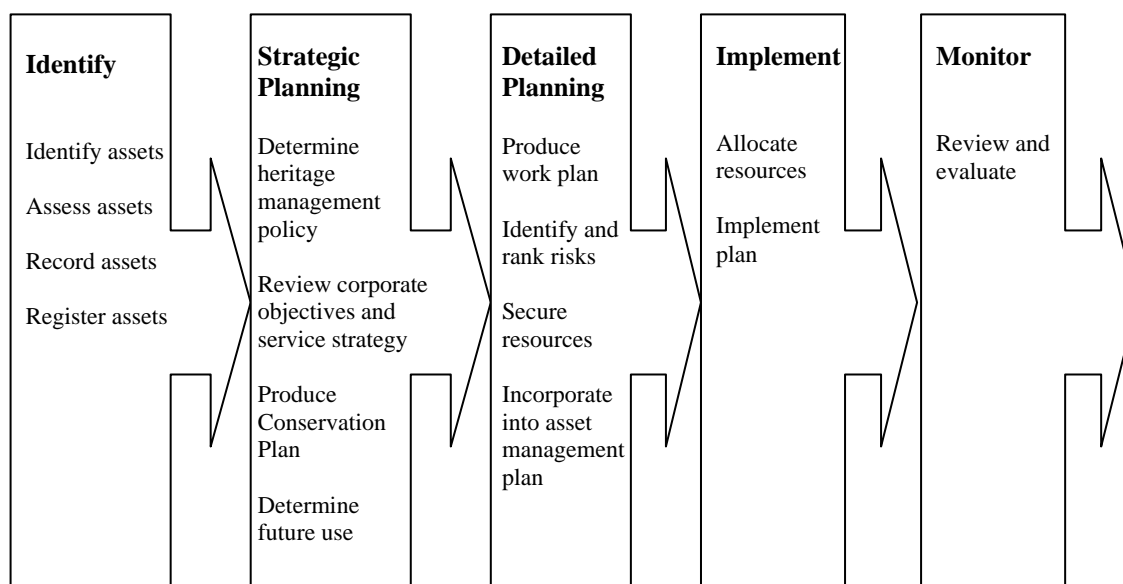 Identify
Identify assets
Assess assets
Record assets
Register assets
Strategic
Planning
Determine
heritage
management
policy
Review corporate
objectives and
service strategy
Produce
Conservation
Plan
Determine
future use
Detailed
Planning
Produce
work plan
Identify and
rank risks
Secure
resources
Incorporate
into asset
management
plan
Implement
Allocate
resources
Implement
plan
Monitor
Review and
evaluate